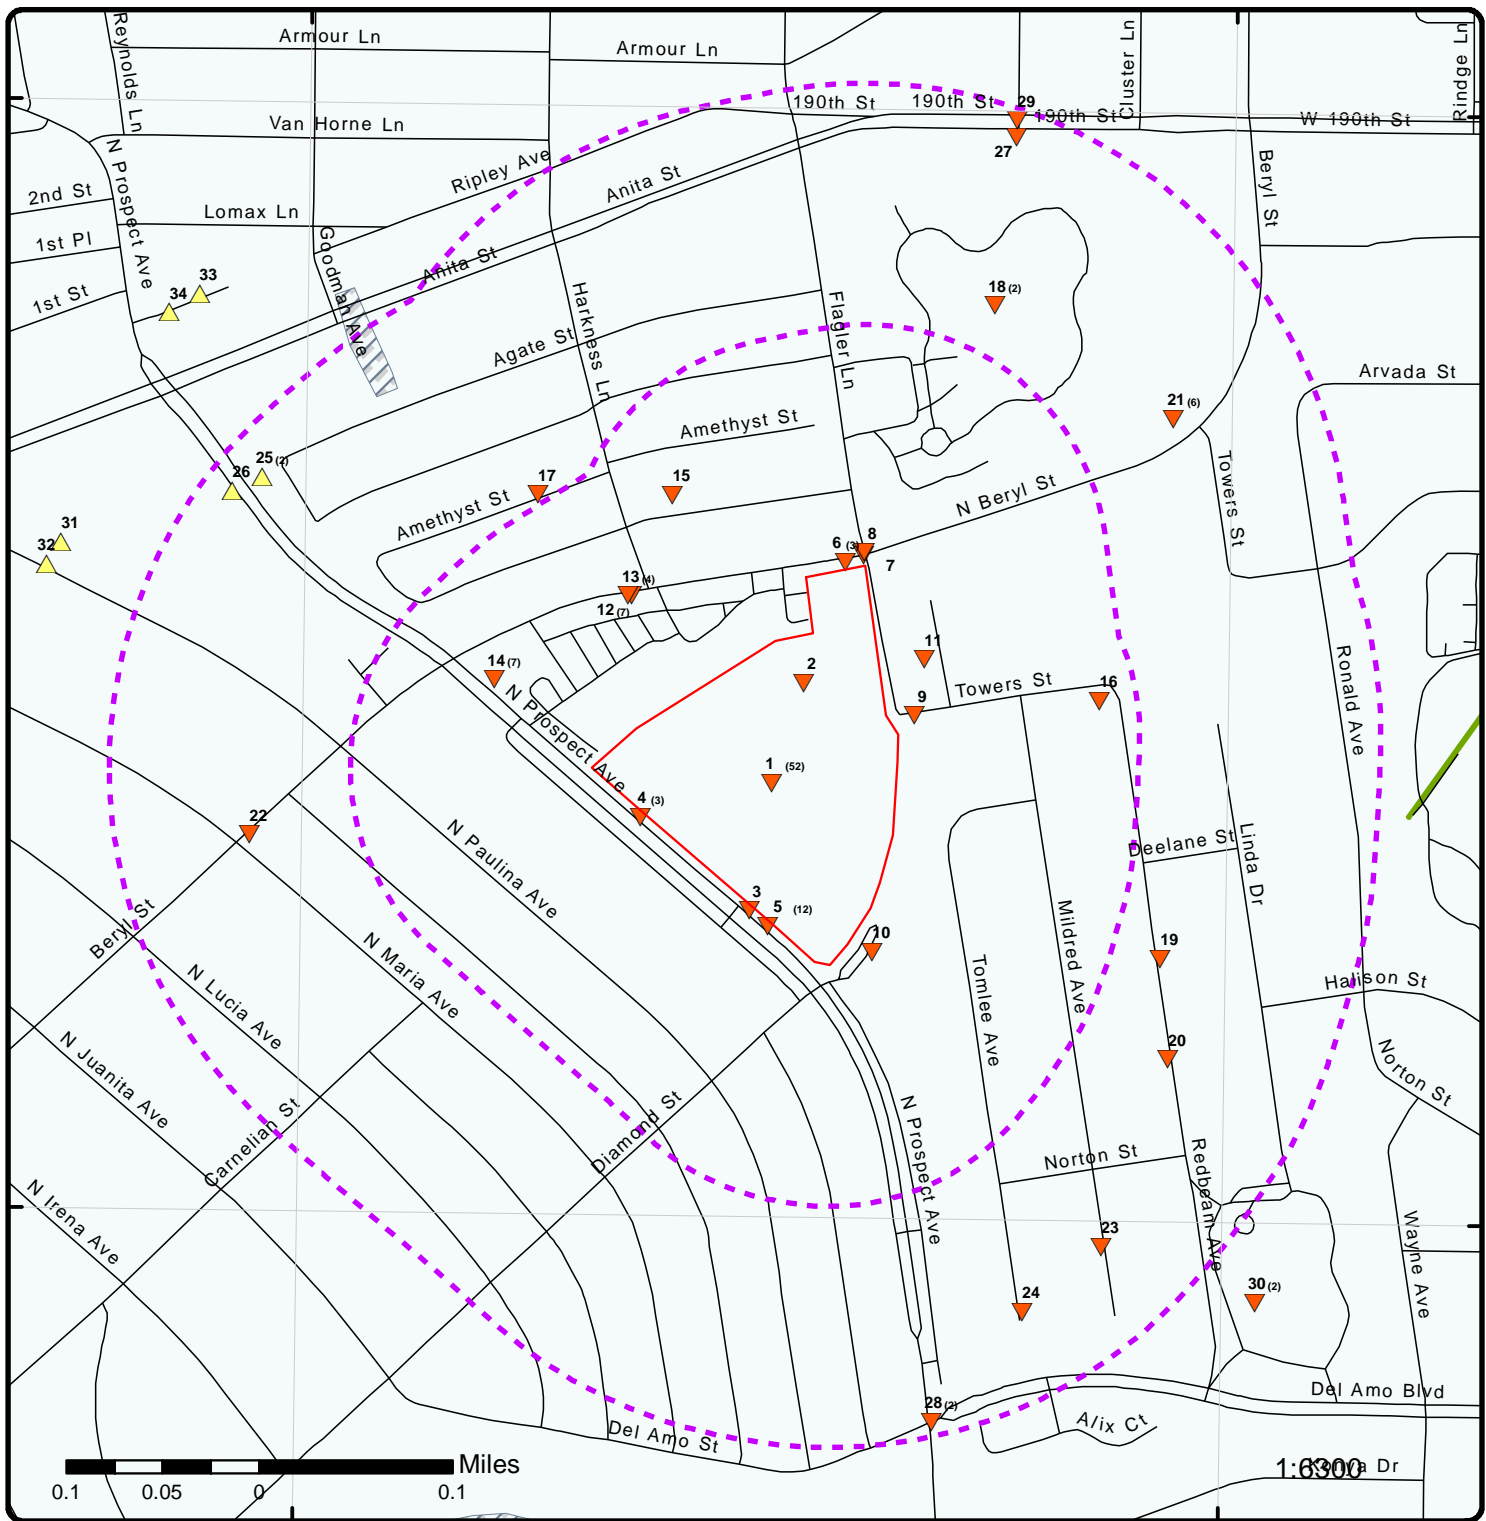 Reynolds Ln
Armour Ln
Armour Ln
Cluster Ln
Rindge Ln
190th St
190th St
29
190th St
W 190th St
27
Van Horne Ln
N Prospect Ave
Ripley Ave
Anita St
Beryl St
2nd St
Lomax Ln
1st Pl
Goodman Ave
Anita St
1st St
33
34
Harkness Ln
Flagler Ln
18 (2)
Agate St
Arvada St
21 (6)
Amethyst St
25 (2)
26
17
15
Towers St
Amethyst St
N Beryl St
31
32
6 (3)
8
7
13 (4)
12 (7)
14 (7)
2
11
Ronald Ave
N Prospect Ave
9
Towers St
16
1 (52)
4 (3)
22
N Paulina Ave
Deelane St
Linda Dr
Beryl St
3
5 (12)
10
Mildred Ave
19
N Maria Ave
N Lucia Ave
Tomlee Ave
Halison St
N Juanita Ave
20
Norton St
Carnelian St
Diamond St
N Prospect Ave
Norton St
Redbeam Ave
N Irena Ave
23
Wayne Ave
24
30 (2)
28 (2)
Del Amo Blvd
Alix Ct
Del Amo St
Miles
0.1 0.05 0 0.1
1:6300
Konya Dr